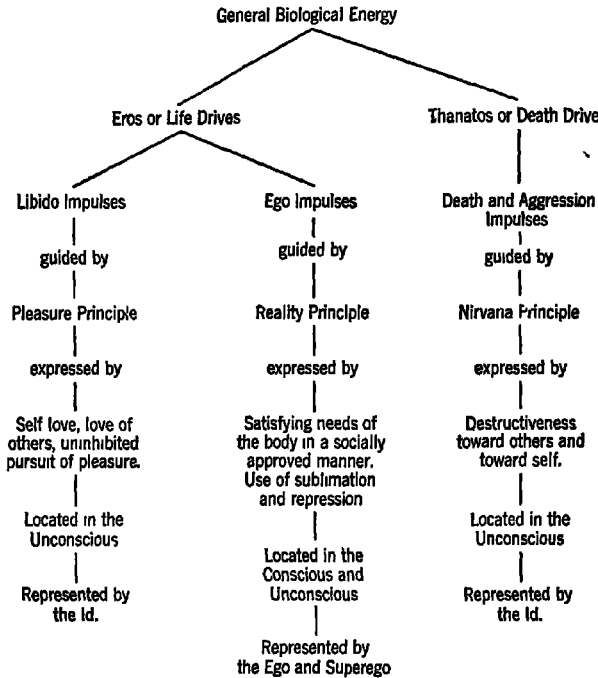 General Biological Energy
Eros or Life Drives
Thanatos or Death Drive
Libido Impulses
Ego Impulses
Death and Aggression
Impulses
guided by
guided by
guided by
Pleasure Principle
Reality Principle
Nirvana Principle
expressed by
expressed by
expressed by
Self love, love of
others, uninhibited
pursuit of pleasure.
Satisfying needs of
the body in a socially
approved manner.
Use of sublimation
and repression
Destructiveness
toward others and
toward self.
Located in the
Unconscious
Located in the
Conscious and
Unconscious
Located in the
Unconscious
Represented by
the Id.
Represented by
the Ego and Superego
Represented by
the Id.